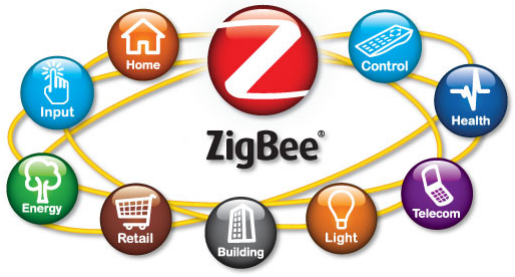 Z
Home
Control
Input
Health
ZigBee®
Energy
Telecom
Retail
Building
Light